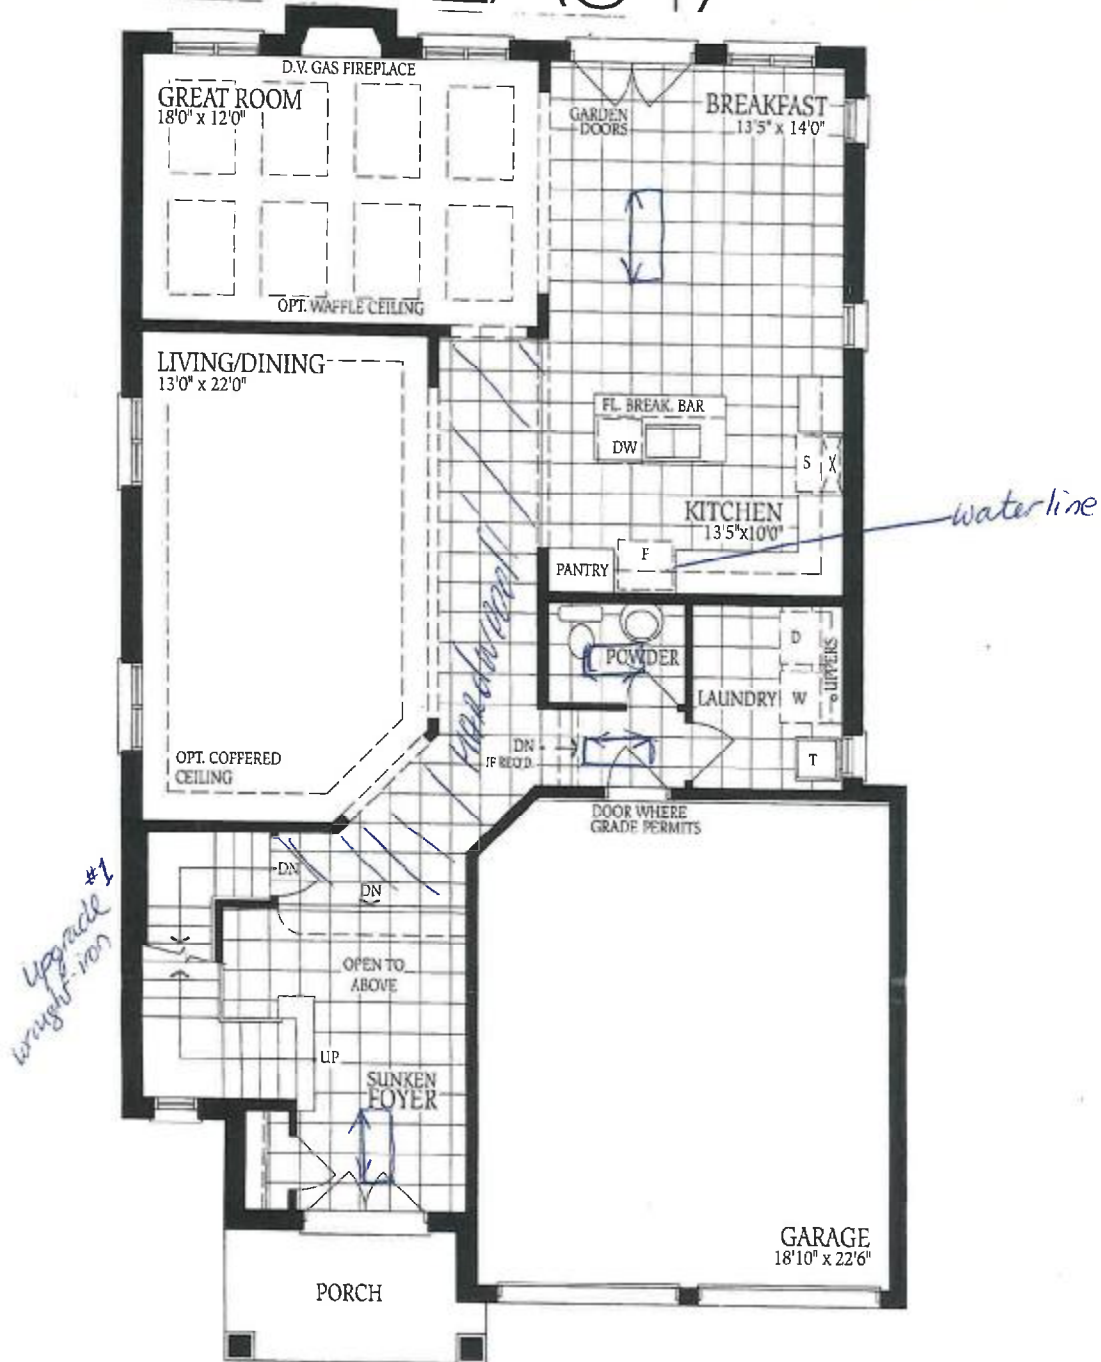 D.V. GAS FIREPLACE
GREAT ROOM
18'0" x 12'0"
GARDEN
DOORS
BREAKFAST
13'5" x 14'0"
OPT. WAFFLE CEILING
LIVING/DINING
13'0" x 22'0"
FL. BREAK. BAR
DW
S
KITCHEN
13'5"x10'0"
waterline
F
PANTRY
hardwood
POWDER
D
UPPERS
LAUNDRY
W
DN
IF REQ'D.
T
OPT. COFFERED
CEILING
DOOR WHERE
GRADE PERMITS
DN
DN
#1
upgrade
wrought-iron
OPEN TO
ABOVE
UP
SUNKEN
FOYER
GARAGE
18'10" x 22'6"
PORCH